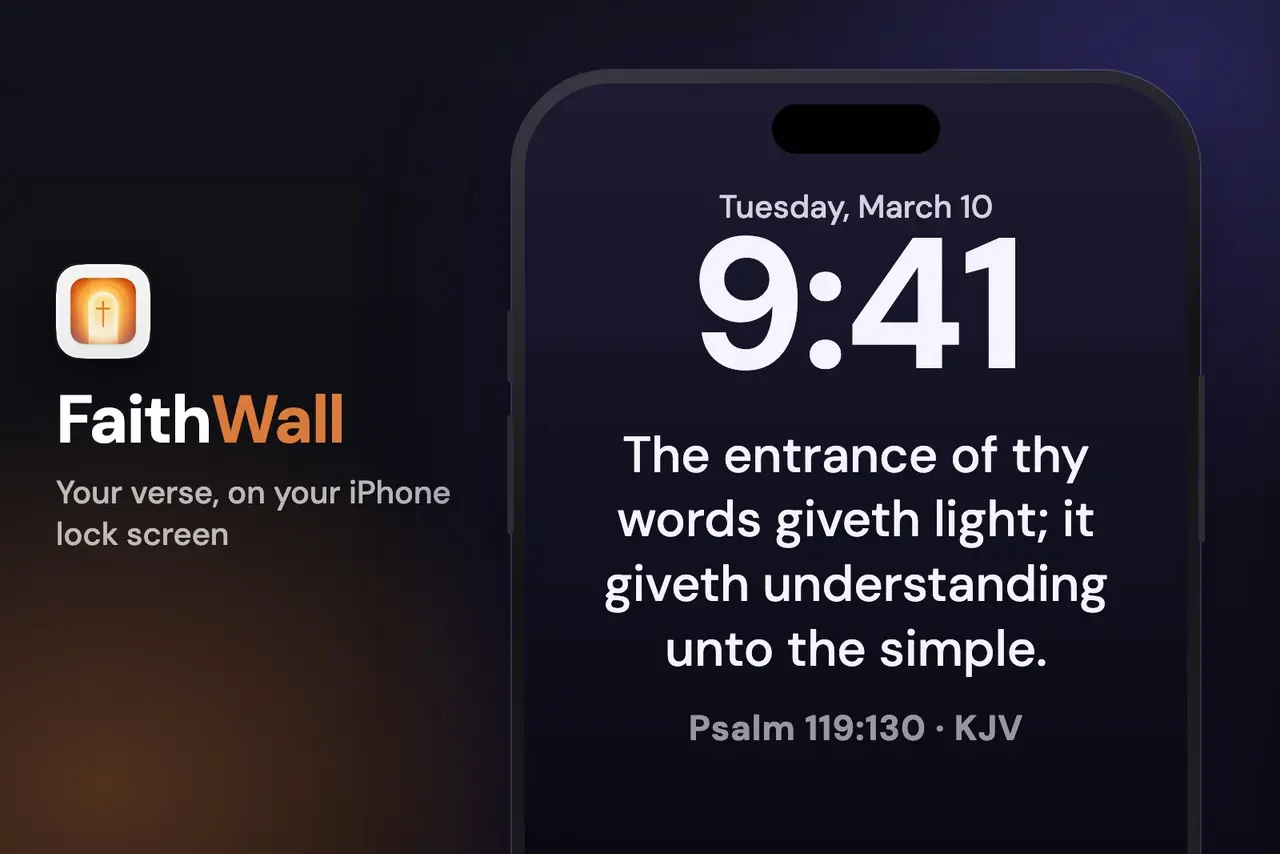 FaithWall
Your verse, on your iPhone
lock screen
Tuesday, March 10
9:41
The entrance of thy
words giveth light; it
giveth understanding
unto the simple.
Psalm 119:130 · KJV